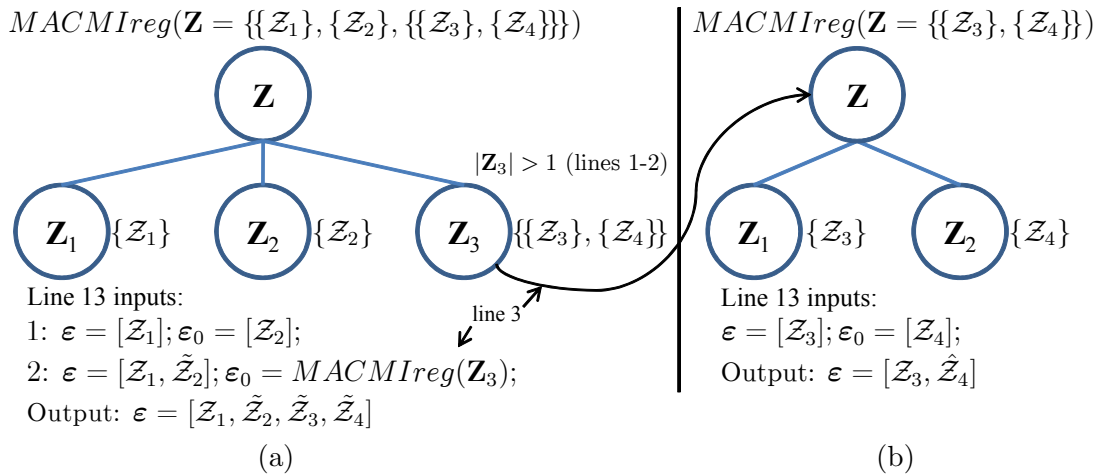 MACMIreg(𝐙 = {{𝒵₁}, {𝒵₂}, {{𝒵₃}, {𝒵₄}}})
𝐙
|𝐙₃| > 1 (lines 1-2)
𝐙₁ {𝒵₁}
𝐙₂ {𝒵₂}
𝐙₃ {{𝒵₃}, {𝒵₄}}
Line 13 inputs:
1: 𝜺 = [𝒵₁]; 𝜺₀ = [𝒵₂];
line 3
2: 𝜺 = [𝒵₁, 𝒵̃₂]; 𝜺₀ = MACMIreg(𝐙₃);
Output: 𝜺 = [𝒵₁, 𝒵̃₂, 𝒵̃₃, 𝒵̃₄]
(a)
MACMIreg(𝐙 = {{𝒵₃}, {𝒵₄}})
𝐙
𝐙₁ {𝒵₃}
𝐙₂ {𝒵₄}
Line 13 inputs:
𝜺 = [𝒵₃]; 𝜺₀ = [𝒵₄];
Output: 𝜺 = [𝒵₃, 𝒵̂₄]
(b)